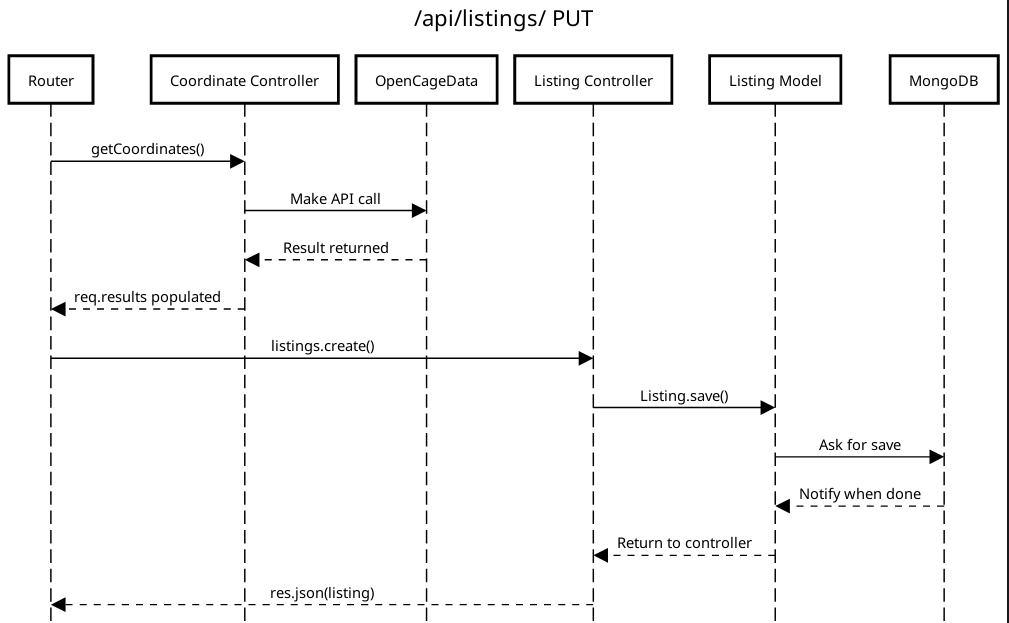 /api/listings/ PUT
Router
Coordinate Controller
OpenCageData
Listing Controller
Listing Model
MongoDB
getCoordinates()
Make API call
Result returned
req.results populated
listings.create()
Listing.save()
Ask for save
Notify when done
Return to controller
res.json(listing)